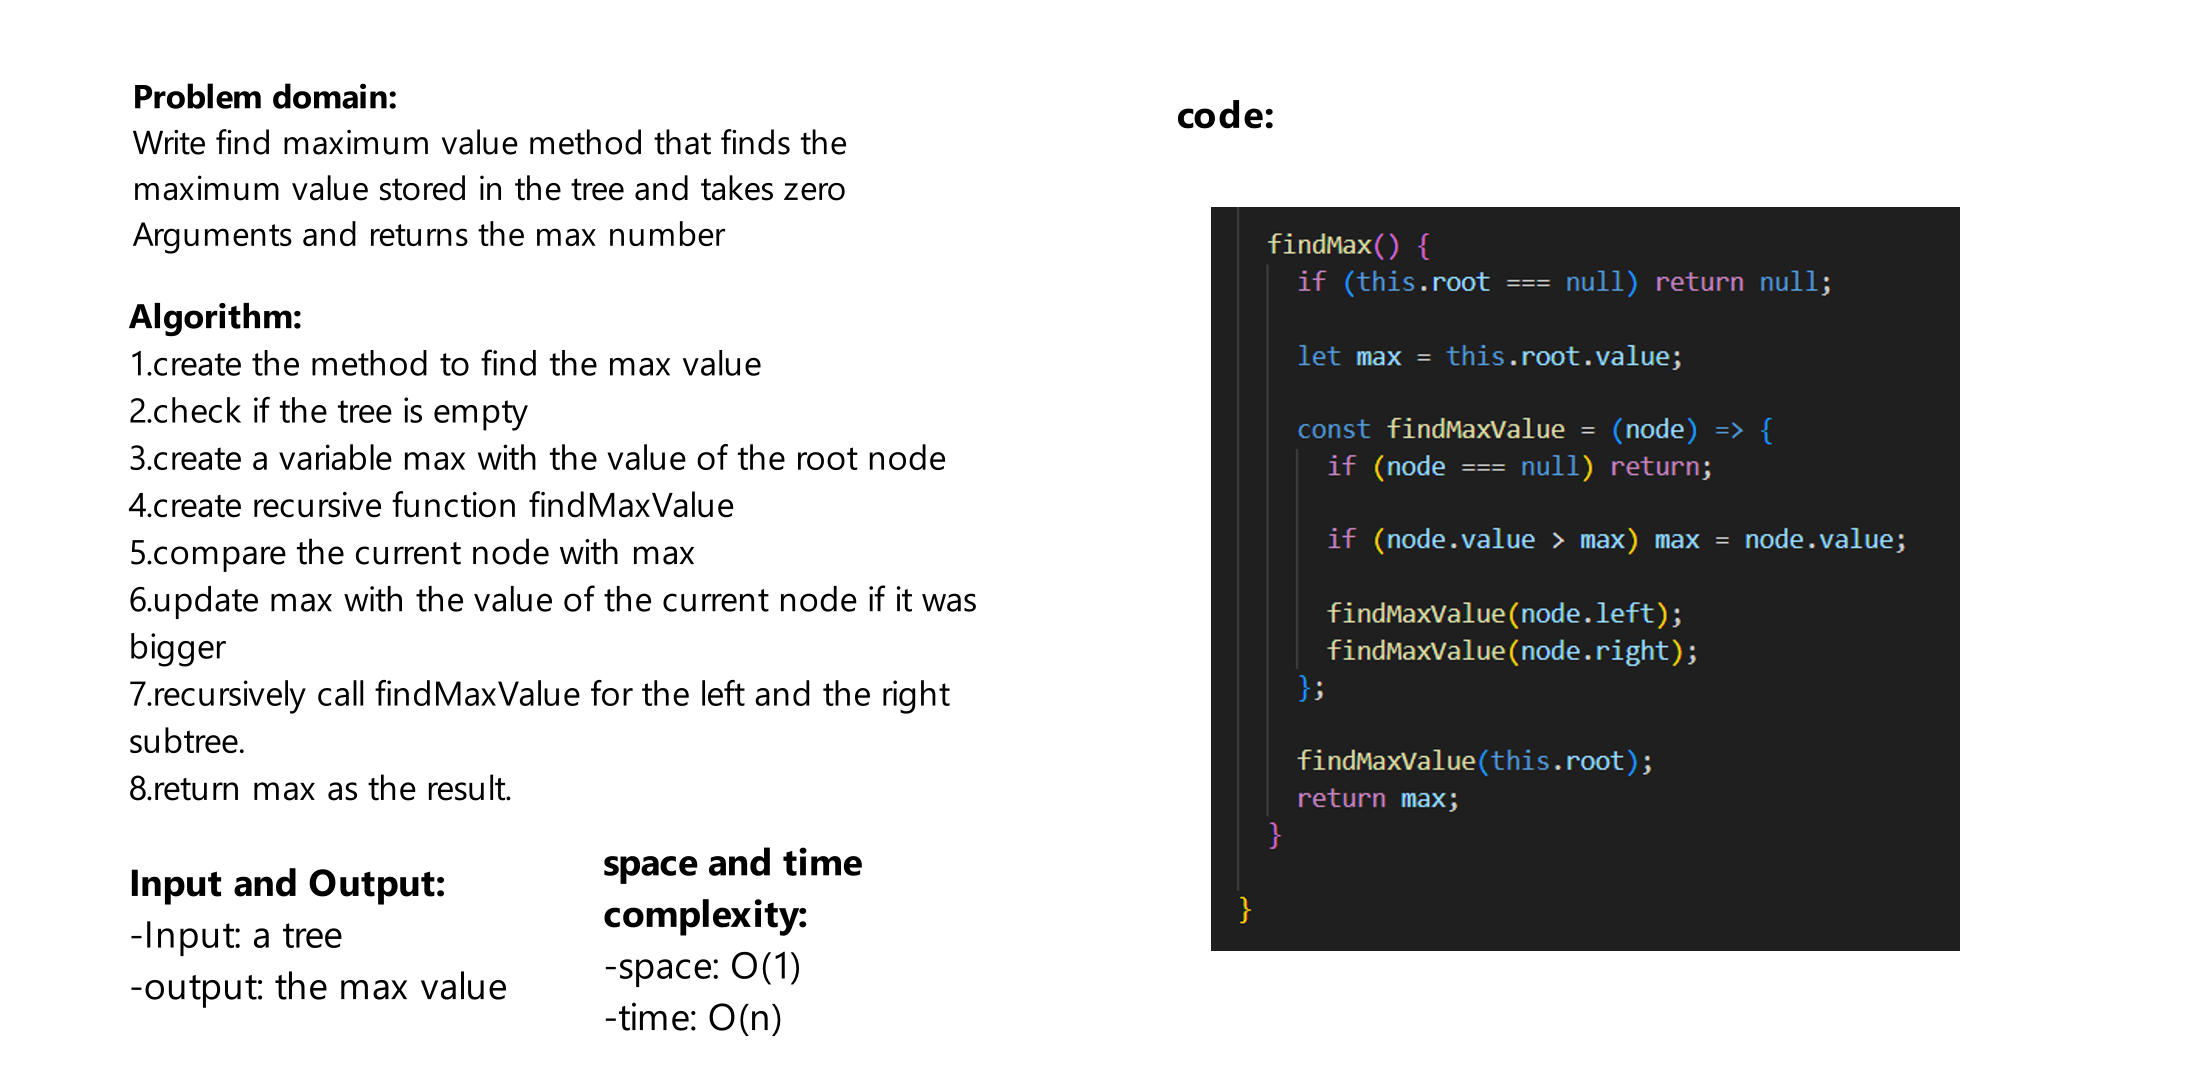 Problem domain:
Write find maximum value method that finds the
maximum value stored in the tree and takes zero
Arguments and returns the max number
Algorithm:
1.create the method to find the max value
2.check if the tree is empty
3.create a variable max with the value of the root node
4.create recursive function findMaxValue
5.compare the current node with max
6.update max with the value of the current node if it was
bigger
7.recursively call findMaxValue for the left and the right
subtree.
8.return max as the result.
Input and Output:
-Input: a tree
-output: the max value
space and time
complexity:
-space: O(1)
-time: O(n)
code:
findMax() {
if (this.root === null) return null;
let max = this.root.value;
const findMaxValue = (node) => {
if (node === null) return;
if (node.value > max) max = node.value;
findMaxValue(node.left);
findMaxValue(node.right);
};
findMaxValue(this.root);
return max;
}
}